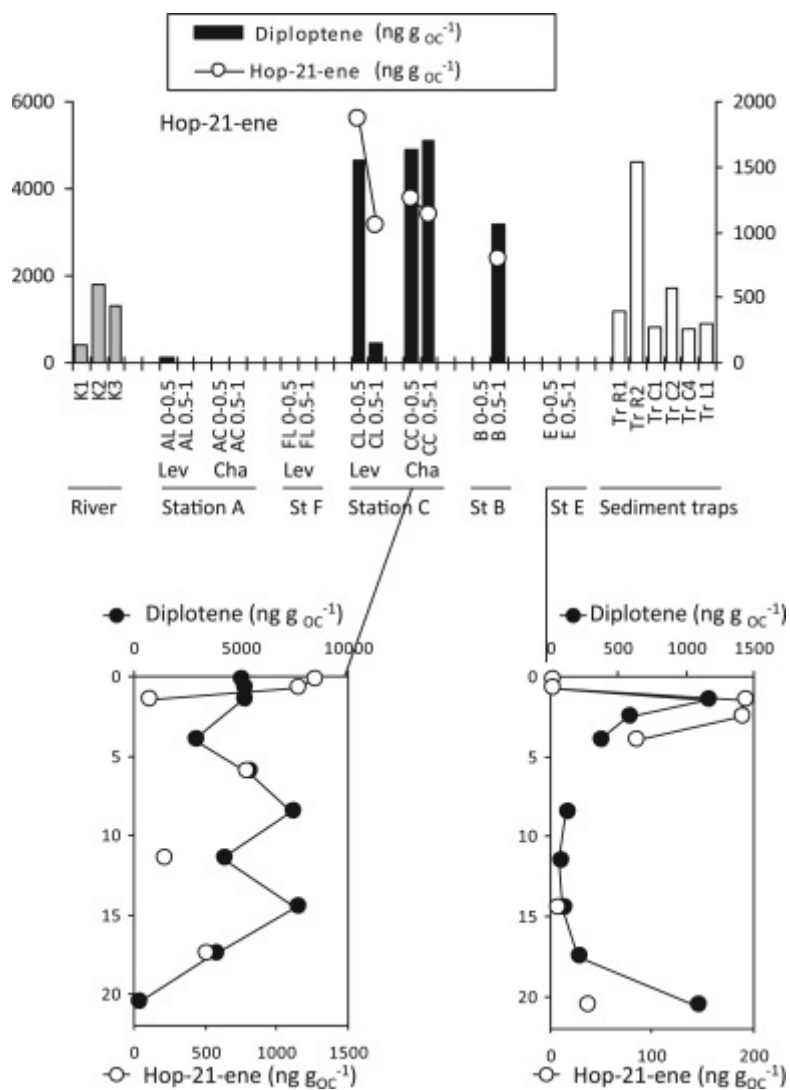 Diploptene (ng g OC⁻¹)
Hop-21-ene (ng g OC⁻¹)
6000 2000
Hop-21-ene
4000 1500
1000
2000 500
0 0
K1 K2 K3 AL 0-0.5 AL 0.5-1 AC 0-0.5 AC 0.5-1 FL 0-0.5 FL 0.5-1 CL 0-0.5 CL 0.5-1 CC 0-0.5 CC 0.5-1 B 0-0.5 B 0.5-1 E 0-0.5 E 0.5-1 Tr R1 Tr R2 Tr C1 Tr C2 Tr C4 Tr L1
Lev Cha Lev Lev Cha
River Station A St F Station C St B St E Sediment traps
Diplotene (ng g OC⁻¹) Diplotene (ng g OC⁻¹)
0 5000 10000 0 500 1000 1500
0 0
5 5
10 10
15 15
20 20
0 500 1000 1500 0 100 200
Hop-21-ene (ng gOC⁻¹) Hop-21-ene (ng gOC⁻¹)